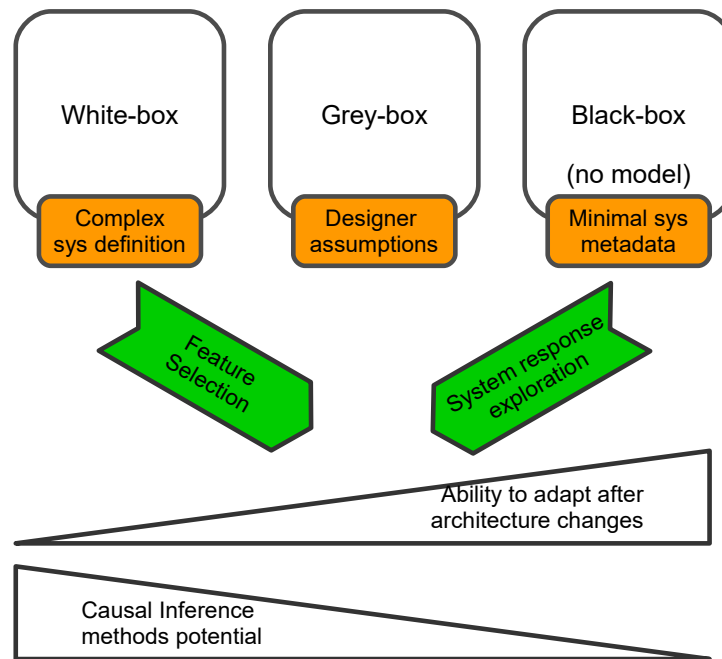 White-box
Grey-box
Black-box
(no model)
Complex
sys definition
Designer
assumptions
Minimal sys
metadata
Feature
Selection
System response
exploration
Ability to adapt after
architecture changes
Causal Inference
methods potential